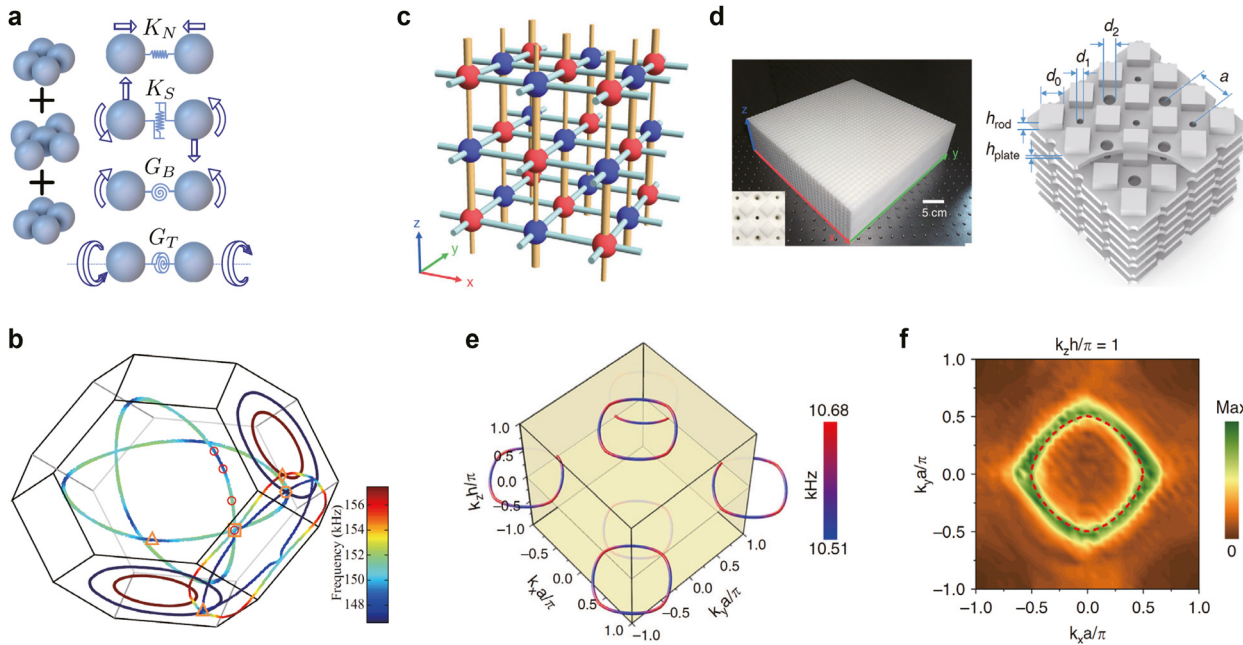 a
K_N
K_S
G_B
G_T
b
Frequency (kHz)
156
154
152
150
148
c
z
y
x
d
z
y
x
5 cm
d_0
d_1
d_2
a
h_rod
h_plate
e
k_zh/π
1.0
0.5
0.0
-0.5
-1.0
k_xa/π
-0.5
0.0
0.5
1.0
k_ya/π
-1.0
-0.5
0.0
0.5
1.0
10.68
kHz
10.51
f
k_zh/π = 1
k_ya/π
1.0
0.5
0.0
-0.5
-1.0
-1.0
-0.5
0.0
0.5
1.0
k_xa/π
Max
0